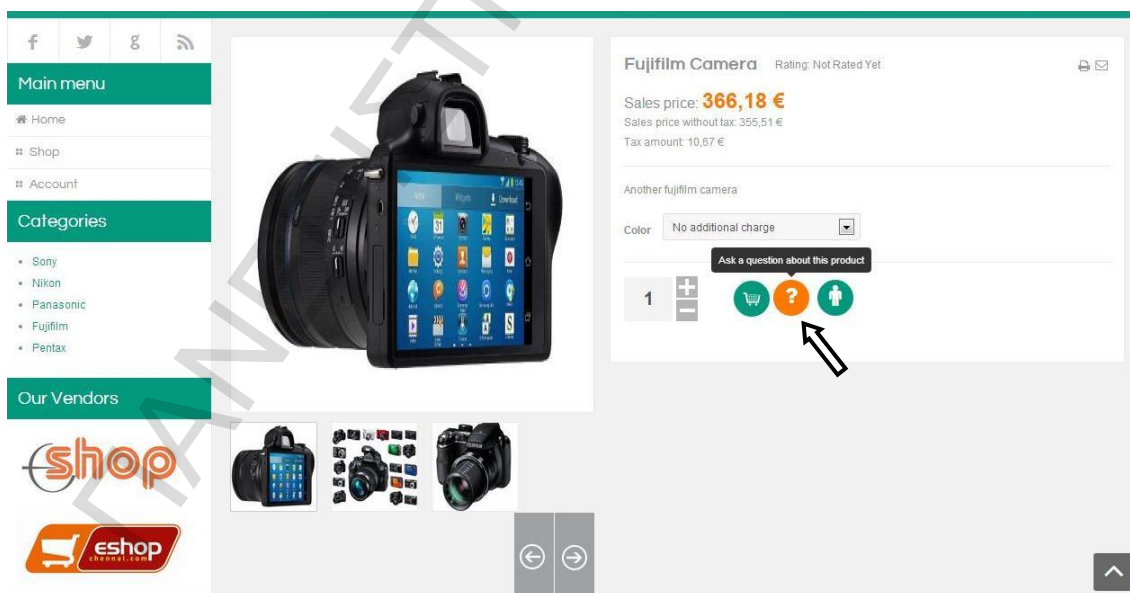 Main menu
Home
Shop
Account
Categories
Sony
Nikon
Panasonic
Fujifilm
Pentax
Our Vendors
eshop
eshop
chennai.com
Fujifilm Camera Rating: Not Rated Yet
Sales price: 366,18 €
Sales price without tax: 355,51 €
Tax amount: 10,67 €
Another fujifilm camera
Color No additional charge
Ask a question about this product
1
?